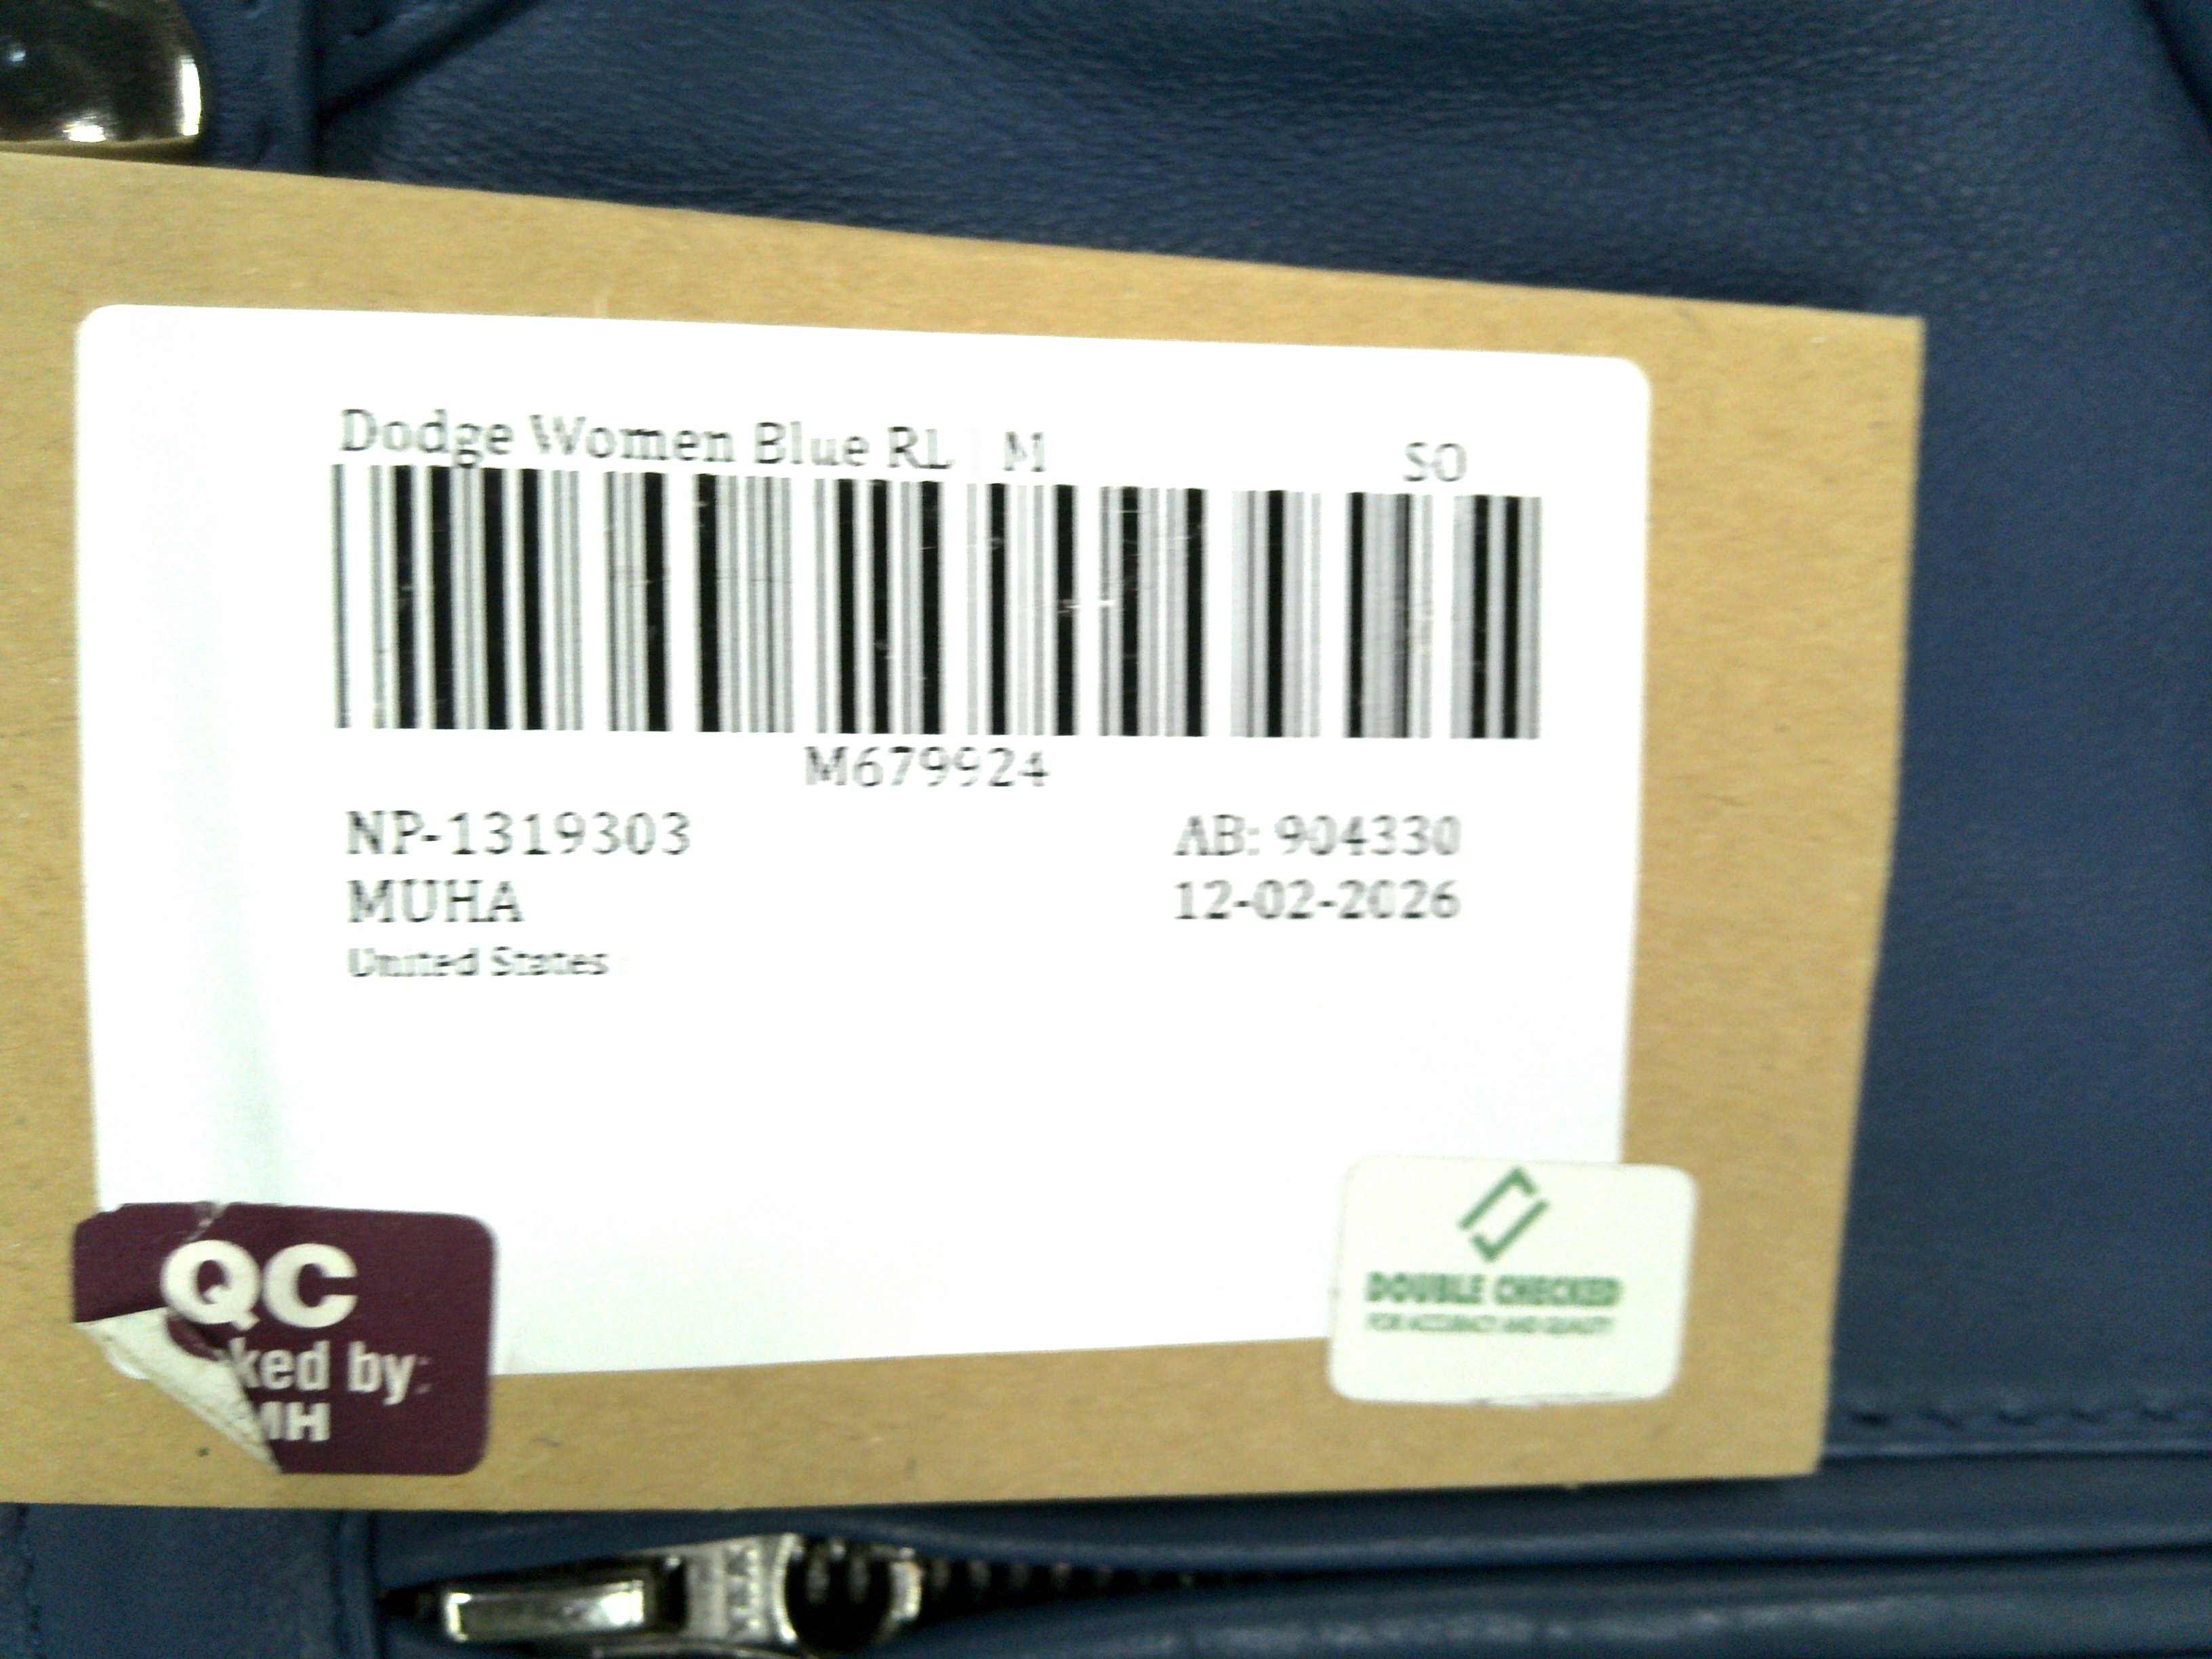 Dodge Women Blue RL | M SO
M679924
NP-1319303 AB: 904330
MUHA 12-02-2026
United States
QC
ked by:
MH
DOUBLE CHECKED
FOR ACCURACY AND QUALITY
YKK